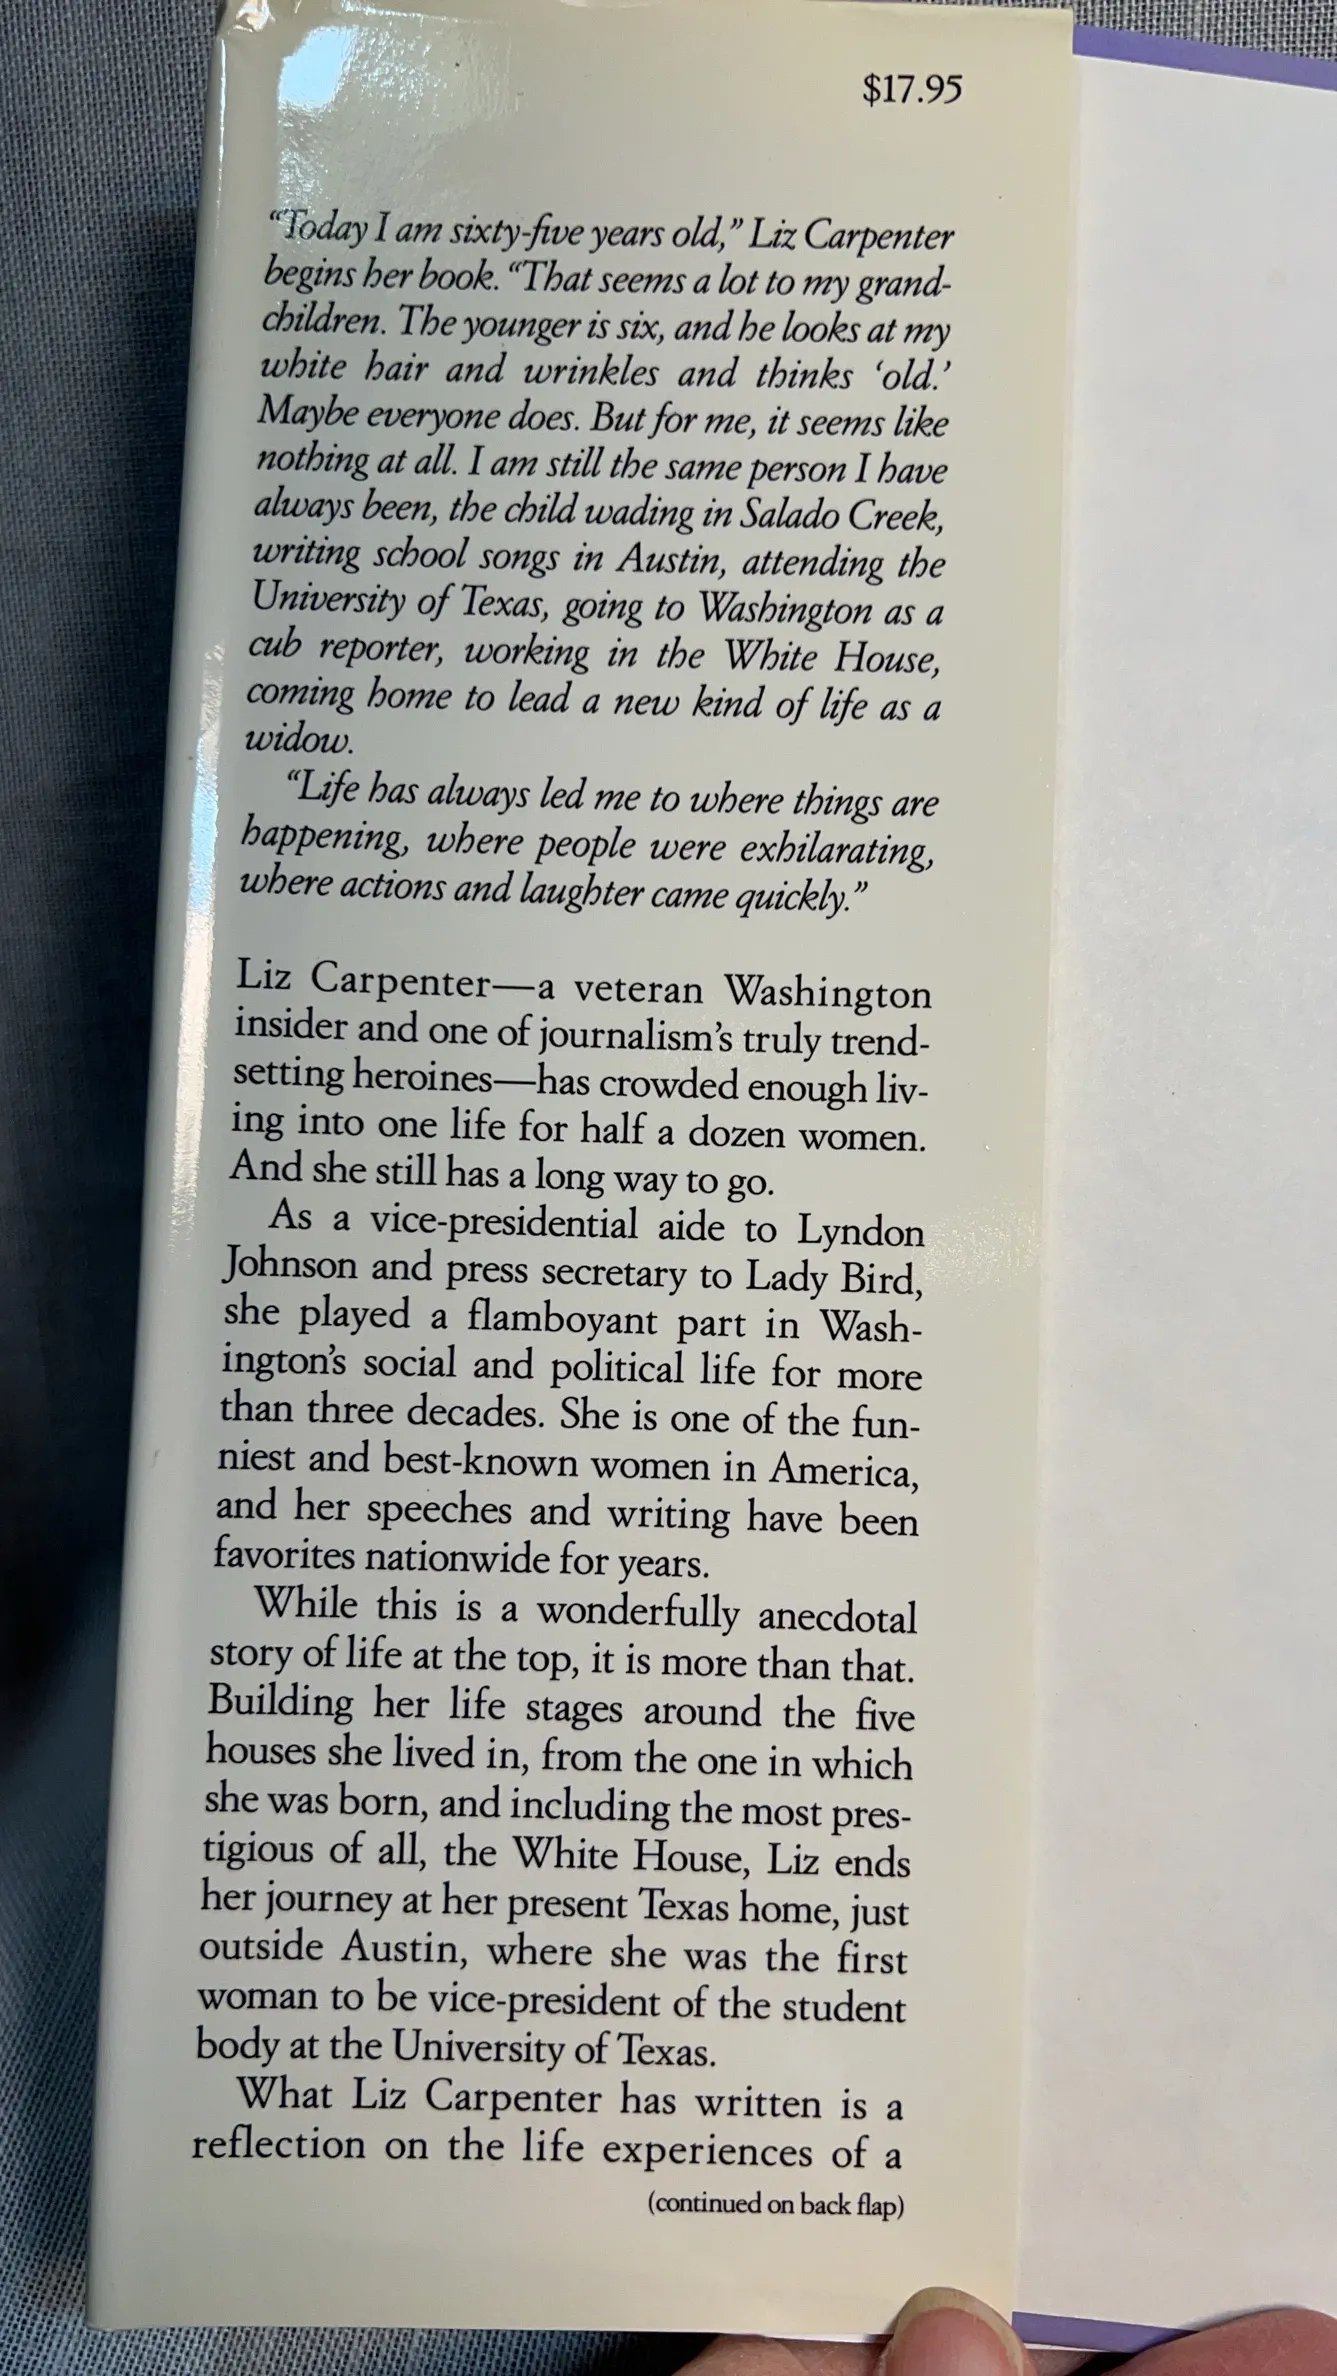 $17.95
“Today I am sixty-five years old,” Liz Carpenter
begins her book. “That seems a lot to my grand-
children. The younger is six, and he looks at my
white hair and wrinkles and thinks ‘old.’
Maybe everyone does. But for me, it seems like
nothing at all. I am still the same person I have
always been, the child wading in Salado Creek,
writing school songs in Austin, attending the
University of Texas, going to Washington as a
cub reporter, working in the White House,
coming home to lead a new kind of life as a
widow.
“Life has always led me to where things are
happening, where people were exhilarating,
where actions and laughter came quickly.”
Liz Carpenter—a veteran Washington
insider and one of journalism’s truly trend-
setting heroines—has crowded enough liv-
ing into one life for half a dozen women.
And she still has a long way to go.
As a vice-presidential aide to Lyndon
Johnson and press secretary to Lady Bird,
she played a flamboyant part in Wash-
ington’s social and political life for more
than three decades. She is one of the fun-
niest and best-known women in America,
and her speeches and writing have been
favorites nationwide for years.
While this is a wonderfully anecdotal
story of life at the top, it is more than that.
Building her life stages around the five
houses she lived in, from the one in which
she was born, and including the most pres-
tigious of all, the White House, Liz ends
her journey at her present Texas home, just
outside Austin, where she was the first
woman to be vice-president of the student
body at the University of Texas.
What Liz Carpenter has written is a
reflection on the life experiences of a
(continued on back flap)